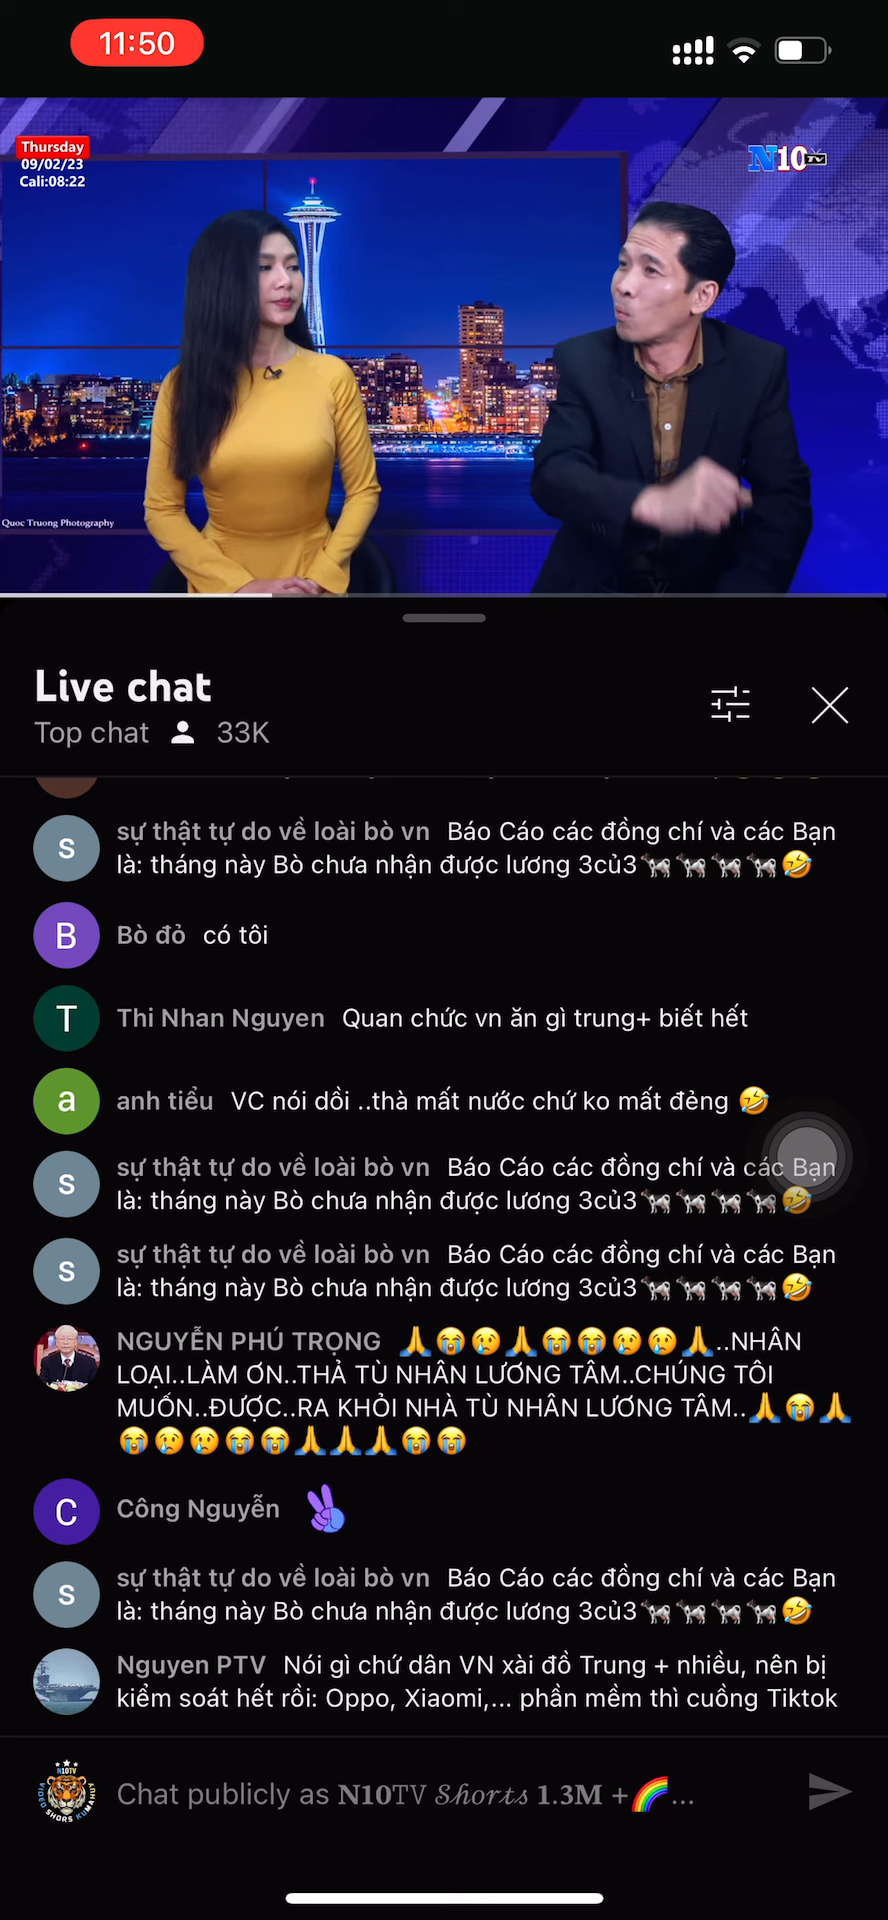 11:50
Thursday
09/02/23
Cali:08:22
N10TV
Quoc Truong Photography
Live chat
Top chat 33K
S sự thật tự do về loài bò vn Báo Cáo các đồng chí và các Bạn
là: tháng này Bò chưa nhận được lương 3củ3🐄🐄🐄🐄🤣
B Bò đỏ có tôi
T Thi Nhan Nguyen Quan chức vn ăn gì trung+ biết hết
a anh tiểu VC nói dồi ..thà mất nước chứ ko mất đẻng 🤣
S sự thật tự do về loài bò vn Báo Cáo các đồng chí và các Bạn
là: tháng này Bò chưa nhận được lương 3củ3🐄🐄🐄🐄🤣
S sự thật tự do về loài bò vn Báo Cáo các đồng chí và các Bạn
là: tháng này Bò chưa nhận được lương 3củ3🐄🐄🐄🐄🤣
NGUYỄN PHÚ TRỌNG 🙏😭😢🙏😭😭😢😢🙏..NHÂN
LOẠI..LÀM ƠN..THẢ TÙ NHÂN LƯƠNG TÂM..CHÚNG TÔI
MUỐN..ĐƯỢC..RA KHỎI NHÀ TÙ NHÂN LƯƠNG TÂM..🙏😭🙏
😭😢😢😭😭🙏🙏🙏😭😭
C Công Nguyễn
S sự thật tự do về loài bò vn Báo Cáo các đồng chí và các Bạn
là: tháng này Bò chưa nhận được lương 3củ3🐄🐄🐄🐄🤣
Nguyen PTV Nói gì chứ dân VN xài đồ Trung + nhiều, nên bị
kiểm soát hết rồi: Oppo, Xiaomi,... phần mềm thì cuồng Tiktok
N10TV
Chat publicly as 𝐍𝟏𝟎TV 𝓢𝓱𝓸𝓻𝓽𝓼 𝟏.𝟑𝐌 +🌈...